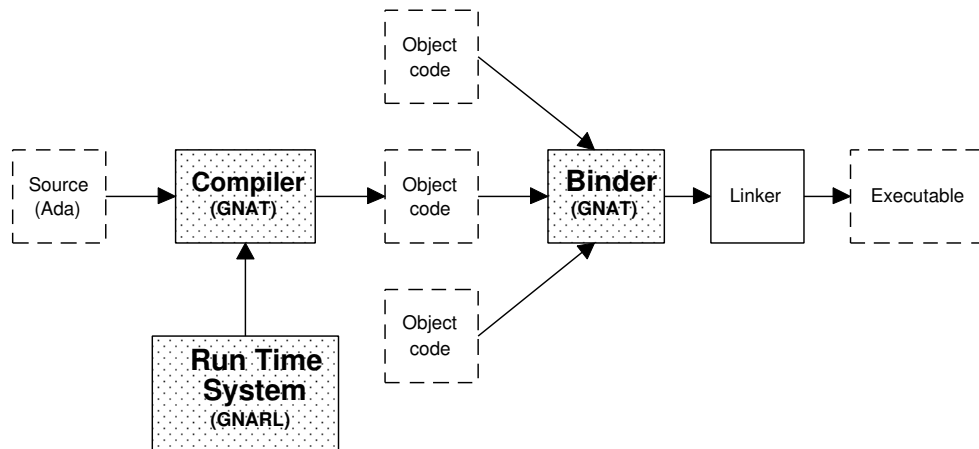 Object
code
Source
(Ada)
Compiler
(GNAT)
Object
code
Binder
(GNAT)
Linker
Executable
Object
code
Run Time
System
(GNARL)